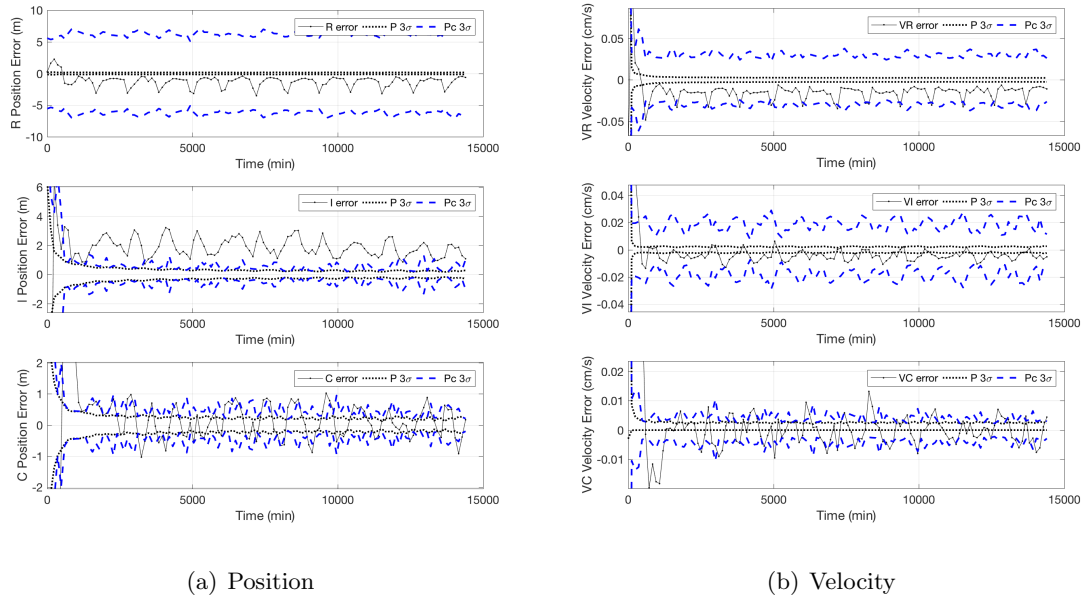 10
5
0
-5
-10
R Position Error (m)
R error P 3σ Pc 3σ
0 5000 10000 15000
Time (min)
6
4
2
0
-2
I Position Error (m)
I error P 3σ Pc 3σ
0 5000 10000 15000
Time (min)
2
1
0
-1
-2
C Position Error (m)
C error P 3σ Pc 3σ
0 5000 10000 15000
Time (min)
(a) Position
0.05
0
-0.05
VR Velocity Error (cm/s)
VR error P 3σ Pc 3σ
0 5000 10000 15000
Time (min)
0.04
0.02
0
-0.02
-0.04
VI Velocity Error (cm/s)
VI error P 3σ Pc 3σ
0 5000 10000 15000
Time (min)
0.02
0.01
0
-0.01
VC Velocity Error (cm/s)
VC error P 3σ Pc 3σ
0 5000 10000 15000
Time (min)
(b) Velocity